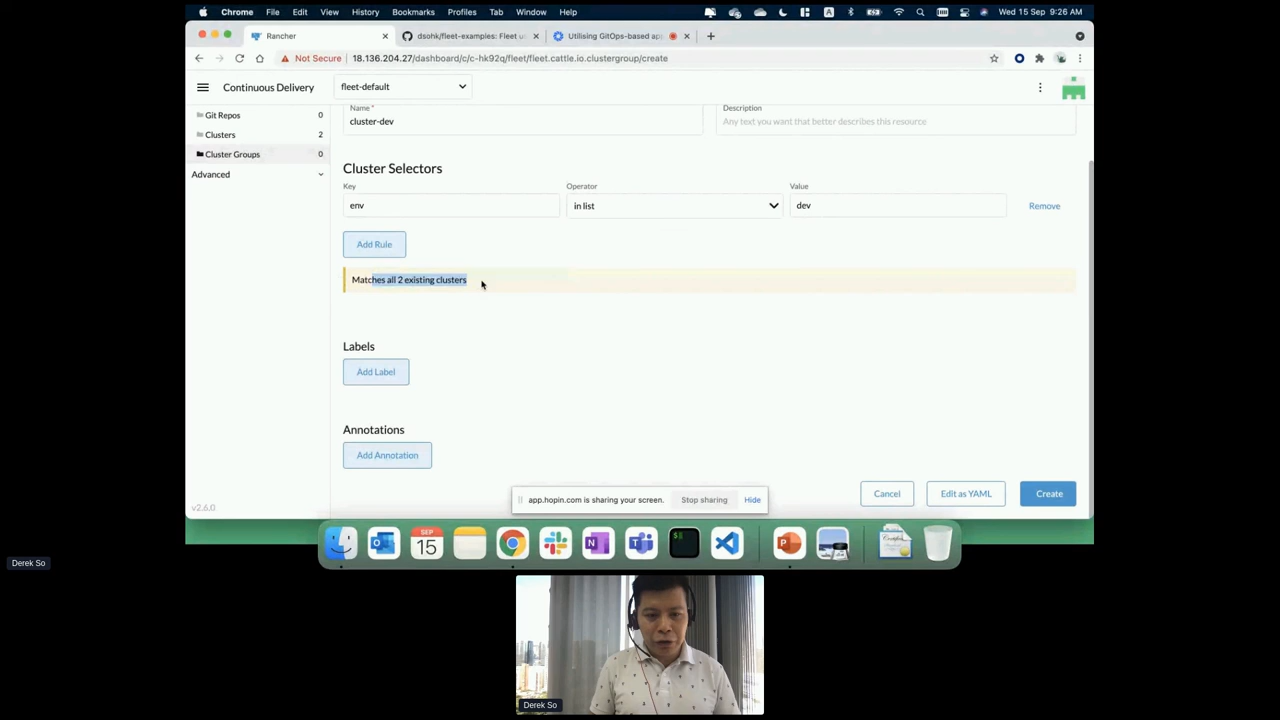 Chrome File Edit View History Bookmarks Profiles Tab Window Help
A
Wed 15 Sep 9:26 AM
Rancher
dsohk/fleet-examples: Fleet u
Utilising GitOps-based ap
Not Secure
18.136.204.27/dashboard/c/c-hk92q/fleet/fleet.cattle.io.clustergroup/create
Continuous Delivery
fleet-default
Git Repos 0
Clusters 2
Cluster Groups 0
Advanced
Name *
cluster-dev
Description
Any text you want that better describes this resource
Cluster Selectors
Key
Operator
Value
env
in list
dev
Remove
Add Rule
Matches all 2 existing clusters
Labels
Add Label
Annotations
Add Annotation
Cancel
Edit as YAML
Create
app.hopin.com is sharing your screen.
Stop sharing
Hide
v2.6.0
SEP
15
Derek So
Derek So